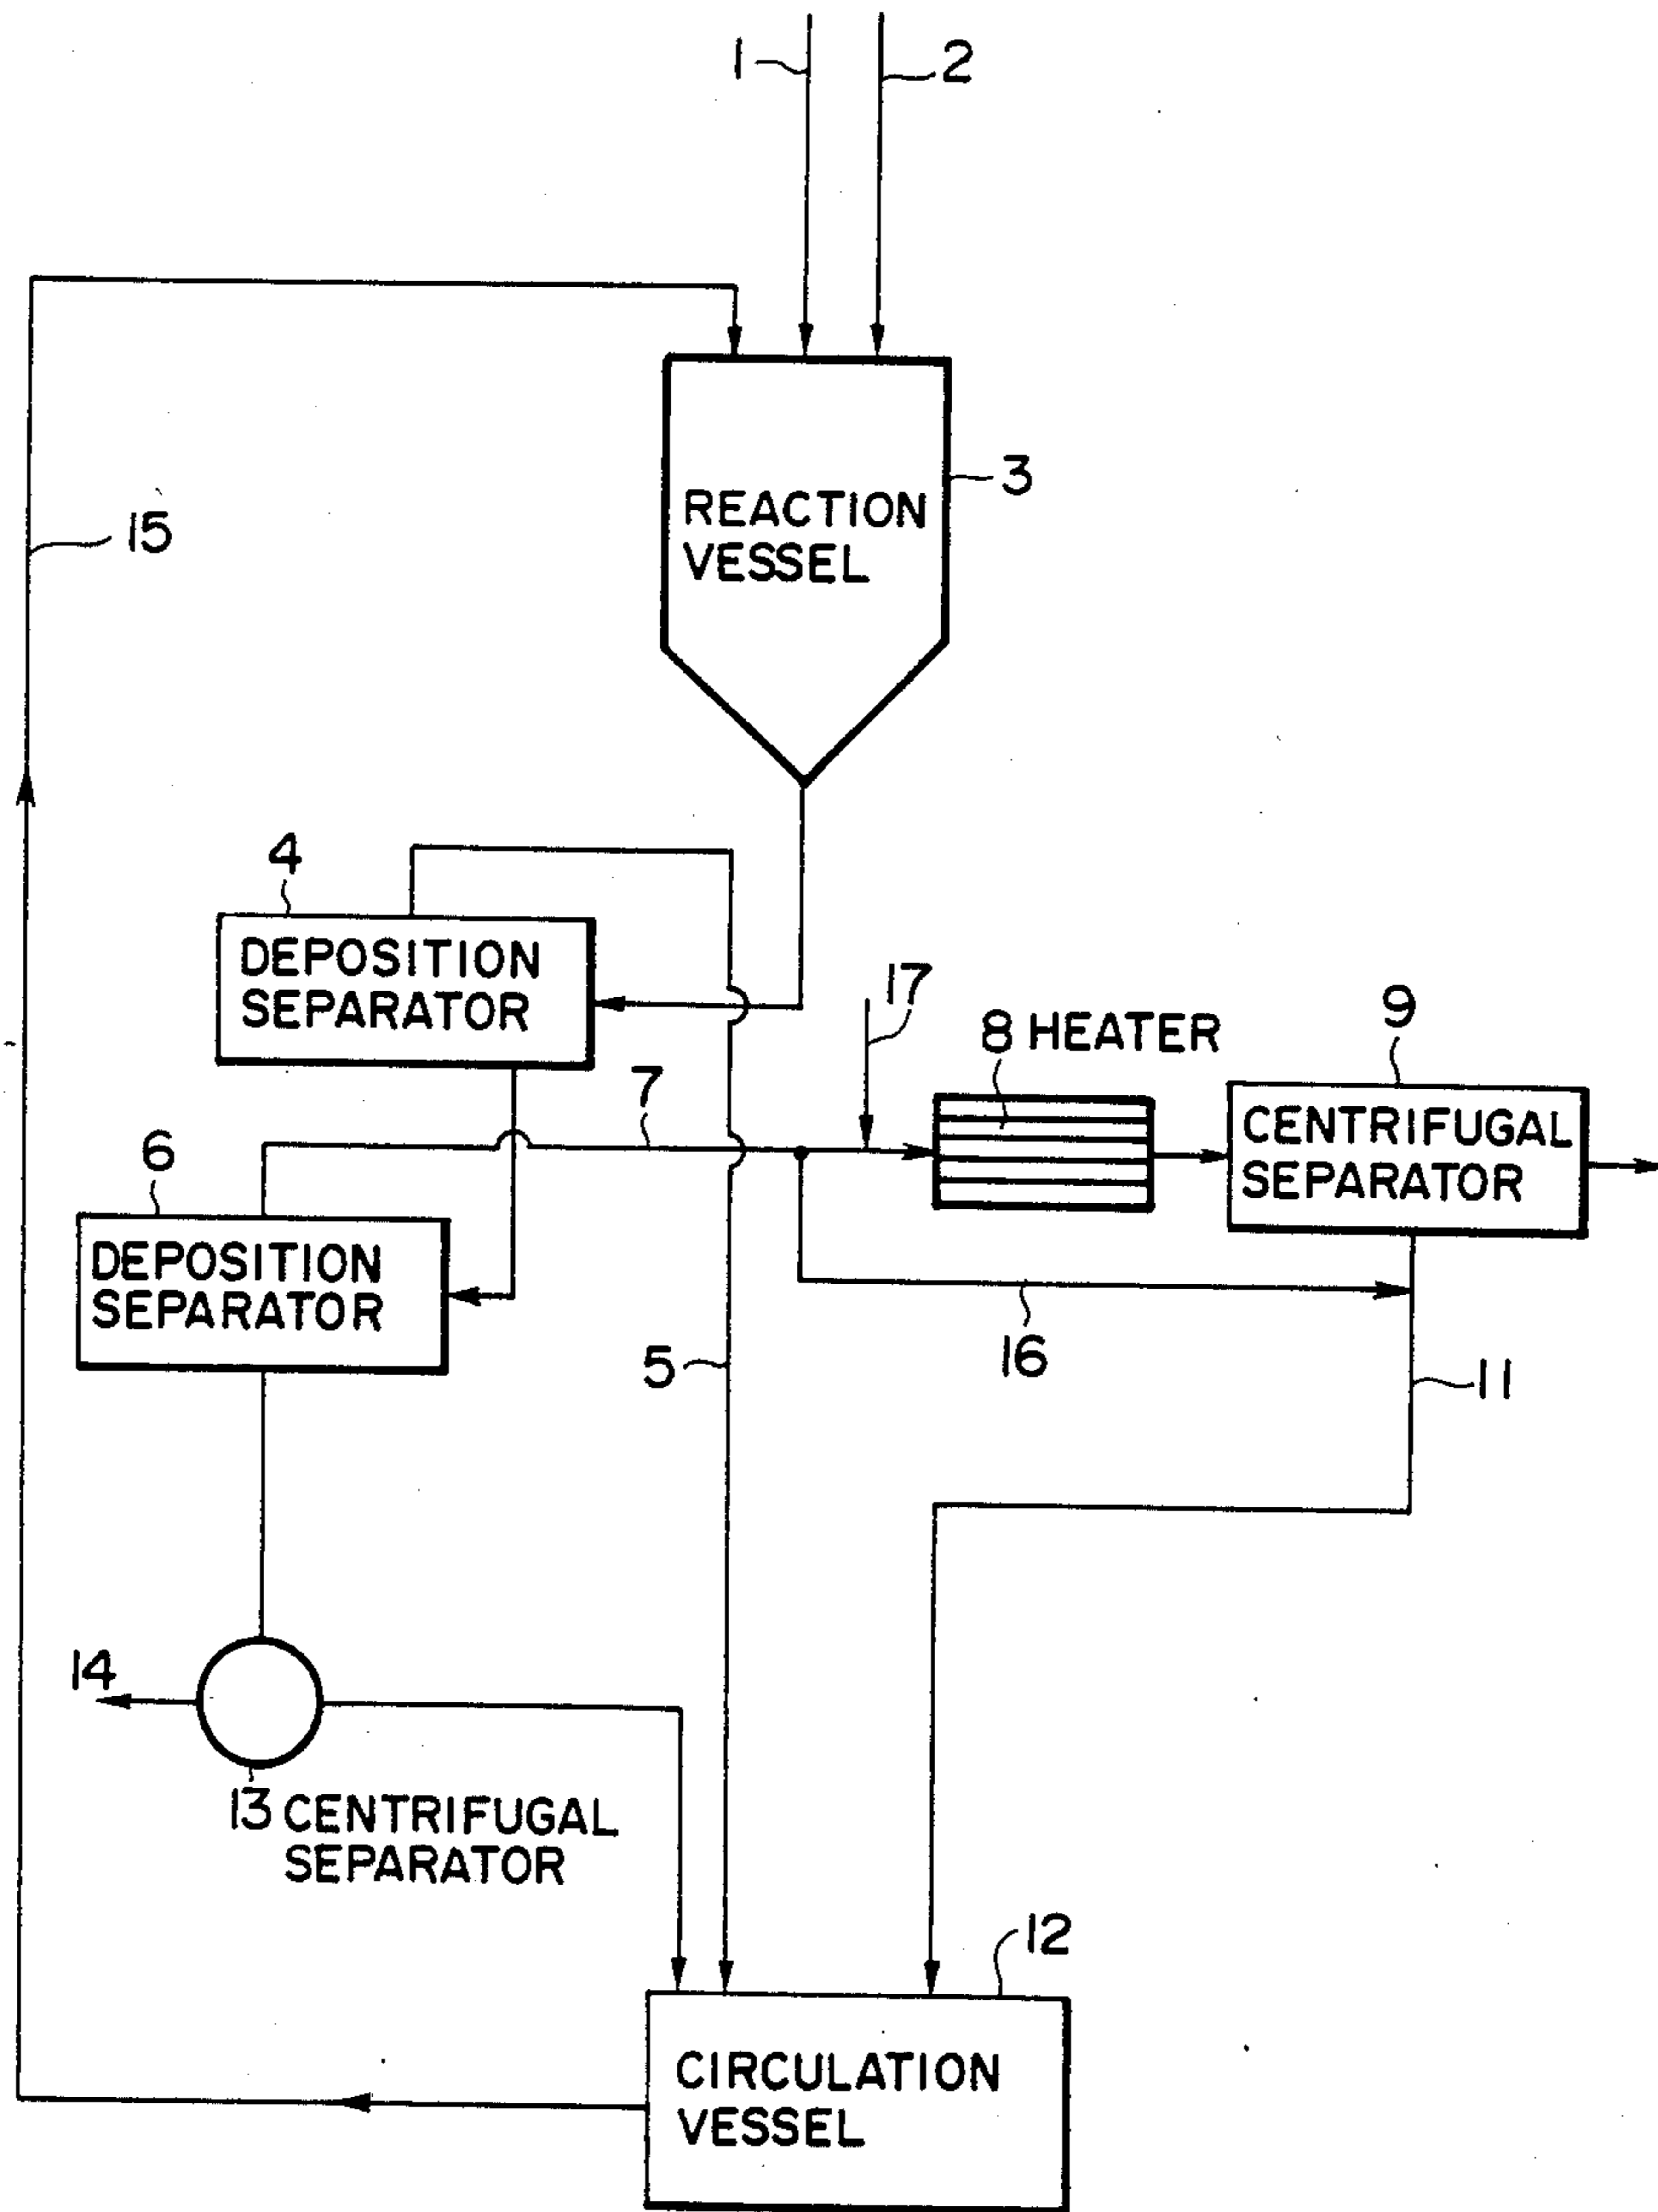 1
2
REACTION
VESSEL
3
15
4
DEPOSITION
SEPARATOR
17
8 HEATER
9
CENTRIFUGAL
SEPARATOR
7
6
DEPOSITION
SEPARATOR
5
16
11
14
13 CENTRIFUGAL
SEPARATOR
12
CIRCULATION
VESSEL